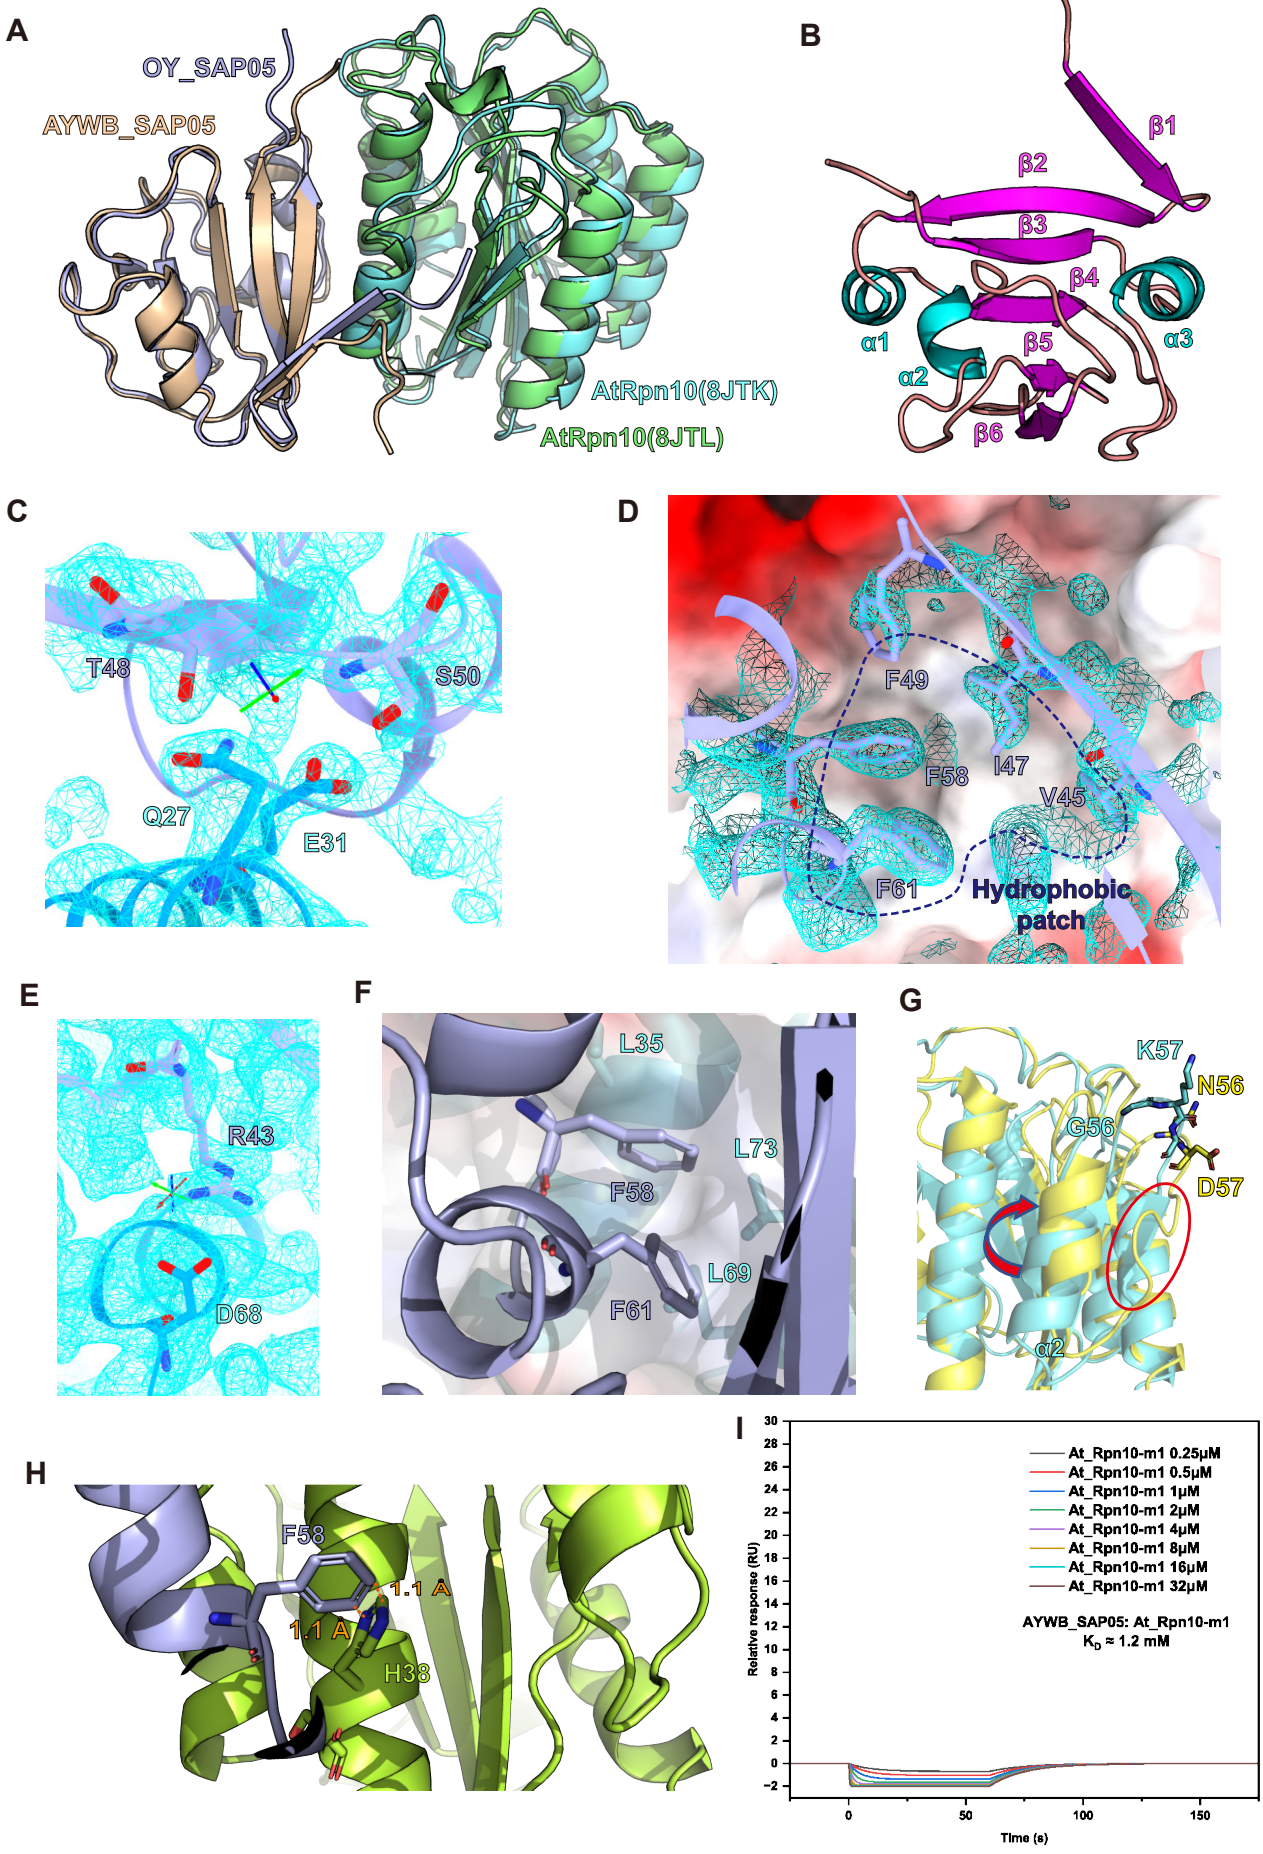 A
OY_SAP05
AYWB_SAP05
AtRpn10(8JTK)
AtRpn10(8JTL)
B
β1
β2
β3
β4
α1
β5
α3
α2
β6
C
T48
S50
Q27
E31
D
F49
F58
I47
V45
F61
Hydrophobic
patch
E
R43
D68
F
L35
L73
F58
L69
F61
G
K57
N56
G56
D57
α2
H
F58
1.1 Å
1.1 Å
H38
I
30
28
26
24
22
20
18
16
14
12
10
8
6
4
2
0
−2
Relative response (RU)
At_Rpn10-m1 0.25μM
At_Rpn10-m1 0.5μM
At_Rpn10-m1 1μM
At_Rpn10-m1 2μM
At_Rpn10-m1 4μM
At_Rpn10-m1 8μM
At_Rpn10-m1 16μM
At_Rpn10-m1 32μM
AYWB_SAP05: At_Rpn10-m1
K_D ≈ 1.2 mM
0 50 100 150
Time (s)